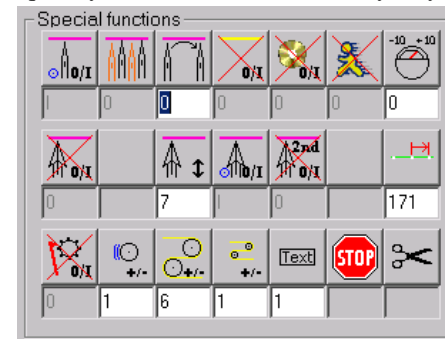 Special functions
0/I 0/I 0/I -10 +10
I 0 0 0 0 0 0
0/I 0/I 2nd 0/I
0 7 I 0 171
0/I +/- +/- +/- Text STOP
0 1 6 1 1